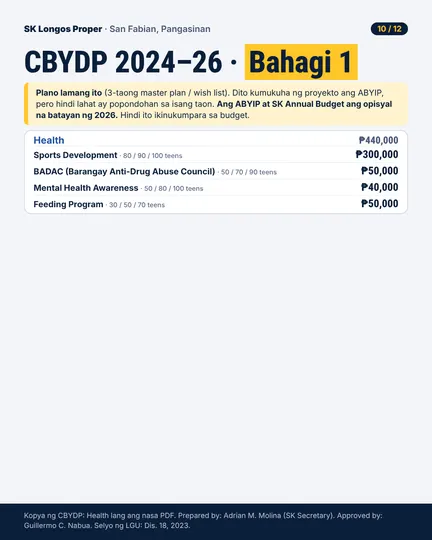 SK Longos Proper · San Fabian, Pangasinan
10 / 12
CBYDP 2024–26 · Bahagi 1
Plano lamang ito (3-taong master plan / wish list). Dito kumukuha ng proyekto ang ABYIP,
pero hindi lahat ay popondohan sa isang taon. Ang ABYIP at SK Annual Budget ang opisyal
na batayan ng 2026. Hindi ito ikinukumpara sa budget.
Health ₱440,000
Sports Development · 80 / 90 / 100 teens ₱300,000
BADAC (Barangay Anti-Drug Abuse Council) · 50 / 70 / 90 teens ₱50,000
Mental Health Awareness · 50 / 80 / 100 teens ₱40,000
Feeding Program · 30 / 50 / 70 teens ₱50,000
Kopya ng CBYDP: Health lang ang nasa PDF. Prepared by: Adrian M. Molina (SK Secretary). Approved by:
Guillermo C. Nabua. Selyo ng LGU: Dis. 18, 2023.